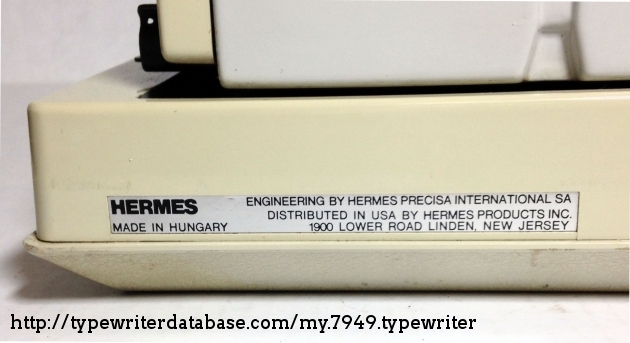 HERMES
MADE IN HUNGARY
ENGINEERING BY HERMES PRECISA INTERNATIONAL SA
DISTRIBUTED IN USA BY HERMES PRODUCTS INC.
1900 LOWER ROAD LINDEN, NEW JERSEY
http://typewriterdatabase.com/my.7949.typewriter